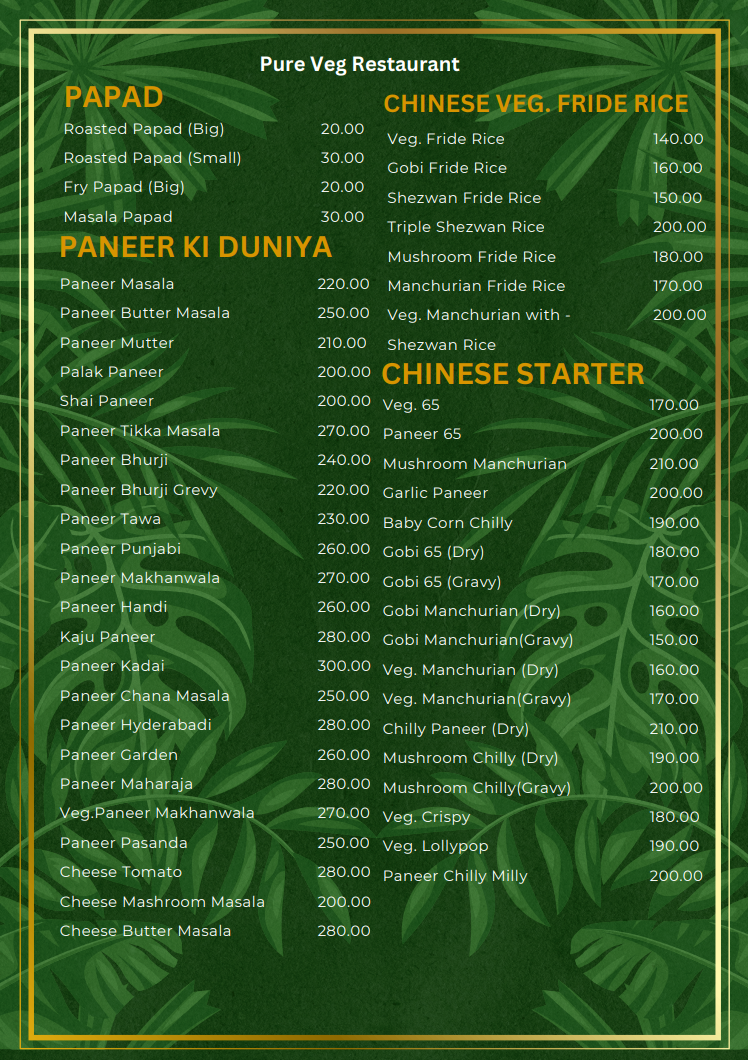 Pure Veg Restaurant
PAPAD
Roasted Papad (Big) 20.00
Roasted Papad (Small) 30.00
Fry Papad (Big) 20.00
Masala Papad 30.00
PANEER KI DUNIYA
Paneer Masala 220.00
Paneer Butter Masala 250.00
Paneer Mutter 210.00
Palak Paneer 200.00
Shai Paneer 200.00
Paneer Tikka Masala 270.00
Paneer Bhurji 240.00
Paneer Bhurji Grevy 220.00
Paneer Tawa 230.00
Paneer Punjabi 260.00
Paneer Makhanwala 270.00
Paneer Handi 260.00
Kaju Paneer 280.00
Paneer Kadai 300.00
Paneer Chana Masala 250.00
Paneer Hyderabadi 280.00
Paneer Garden 260.00
Paneer Maharaja 280.00
Veg.Paneer Makhanwala 270.00
Paneer Pasanda 250.00
Cheese Tomato 280.00
Cheese Mashroom Masala 200.00
Cheese Butter Masala 280.00
CHINESE VEG. FRIDE RICE
Veg. Fride Rice 140.00
Gobi Fride Rice 160.00
Shezwan Fride Rice 150.00
Triple Shezwan Rice 200.00
Mushroom Fride Rice 180.00
Manchurian Fride Rice 170.00
Veg. Manchurian with - 200.00
Shezwan Rice
CHINESE STARTER
Veg. 65 170.00
Paneer 65 200.00
Mushroom Manchurian 210.00
Garlic Paneer 200.00
Baby Corn Chilly 190.00
Gobi 65 (Dry) 180.00
Gobi 65 (Gravy) 170.00
Gobi Manchurian (Dry) 160.00
Gobi Manchurian(Gravy) 150.00
Veg. Manchurian (Dry) 160.00
Veg. Manchurian(Gravy) 170.00
Chilly Paneer (Dry) 210.00
Mushroom Chilly (Dry) 190.00
Mushroom Chilly(Gravy) 200.00
Veg. Crispy 180.00
Veg. Lollypop 190.00
Paneer Chilly Milly 200.00